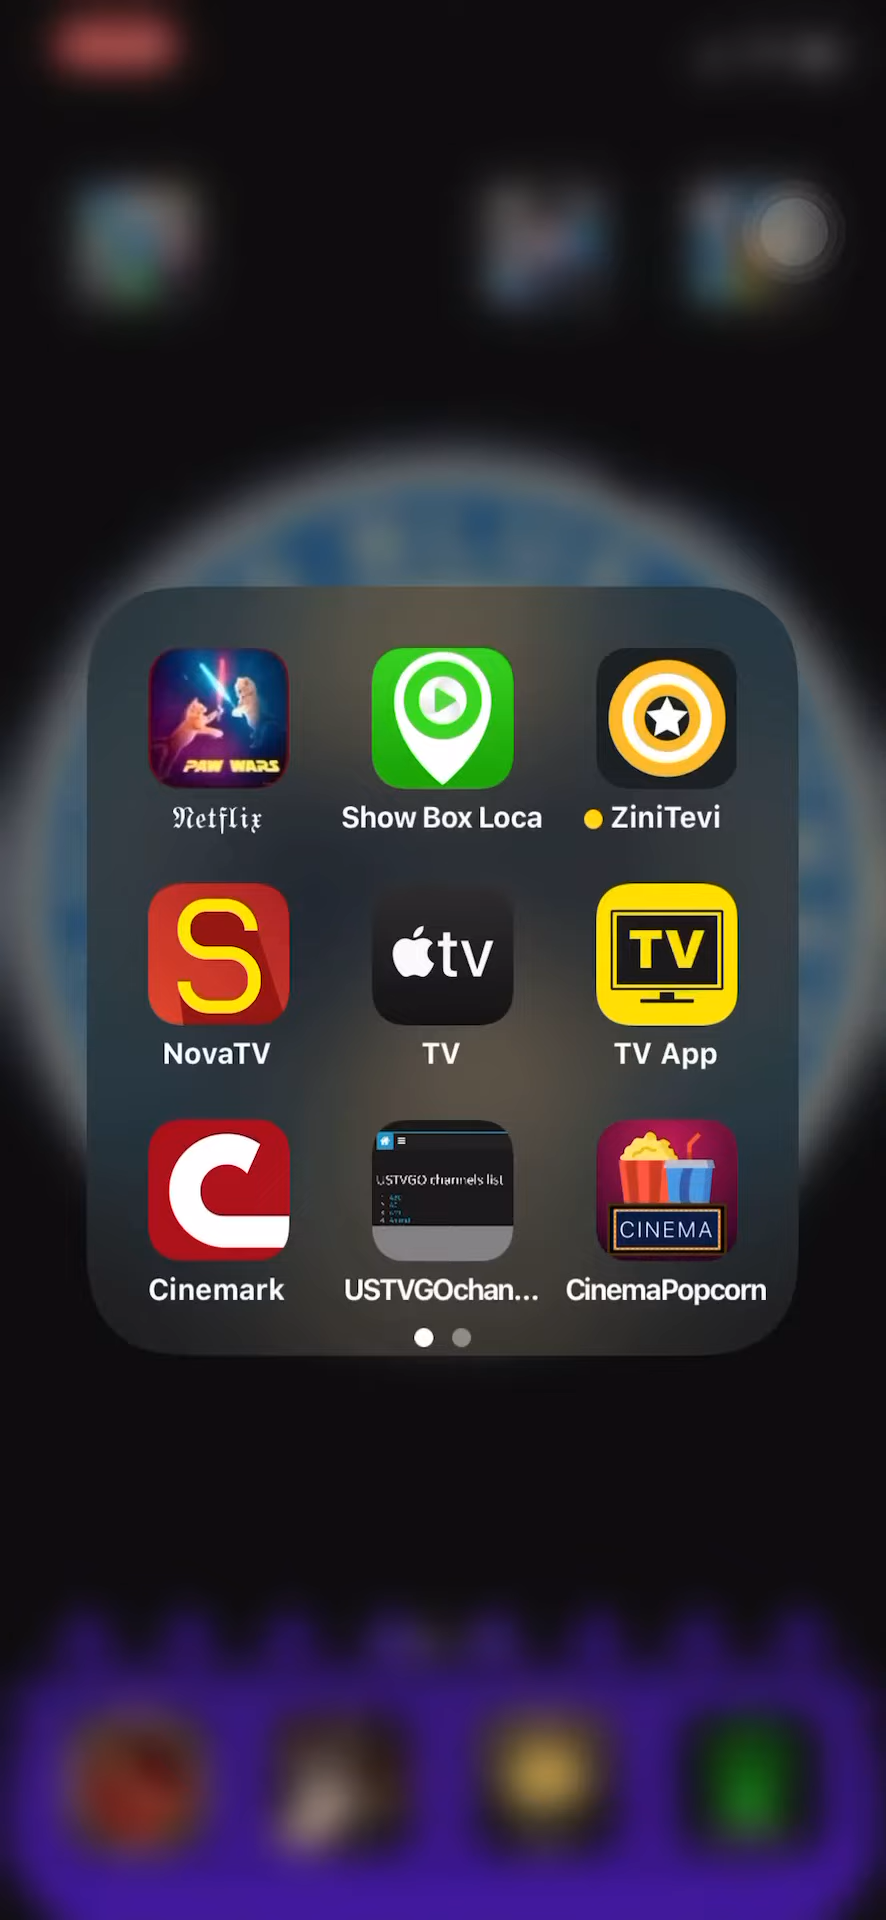 PAW WARS
𝔑𝔢𝔱𝔣𝔩𝔦𝔵
Show Box Loca
ZiniTevi
S
NovaTV
tv
TV
TV
TV App
C
Cinemark
USTVGO channels list
USTVGOchan...
CINEMA
CinemaPopcorn